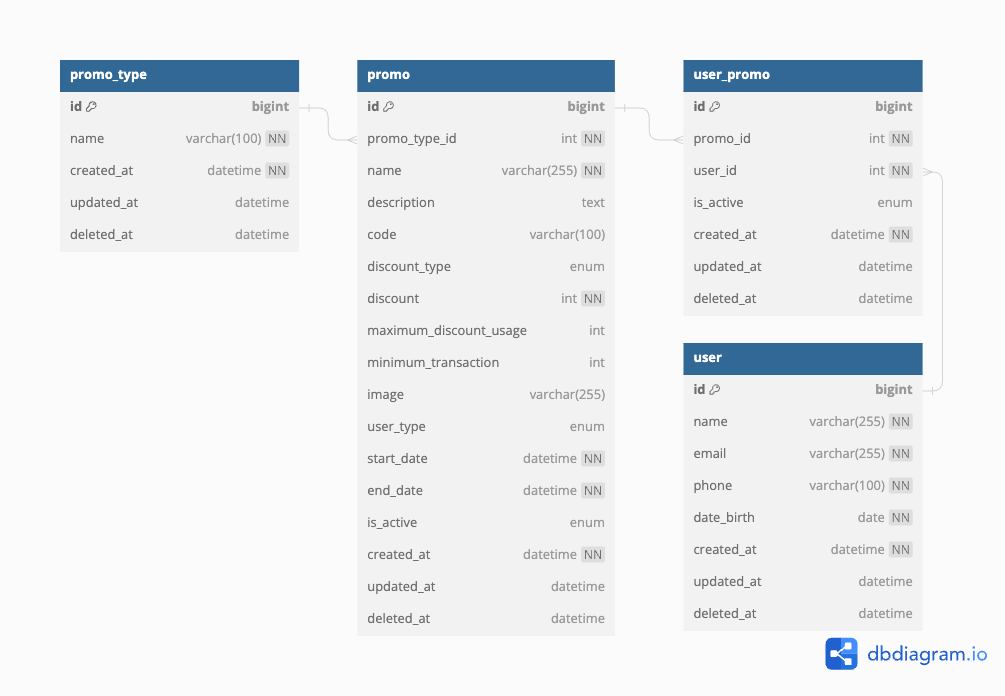 promo_type
id bigint
name varchar(100) NN
created_at datetime NN
updated_at datetime
deleted_at datetime
promo
id bigint
promo_type_id int NN
name varchar(255) NN
description text
code varchar(100)
discount_type enum
discount int NN
maximum_discount_usage int
minimum_transaction int
image varchar(255)
user_type enum
start_date datetime NN
end_date datetime NN
is_active enum
created_at datetime NN
updated_at datetime
deleted_at datetime
user_promo
id bigint
promo_id int NN
user_id int NN
is_active enum
created_at datetime NN
updated_at datetime
deleted_at datetime
user
id bigint
name varchar(255) NN
email varchar(255) NN
phone varchar(100) NN
date_birth date NN
created_at datetime NN
updated_at datetime
deleted_at datetime
dbdiagram.io